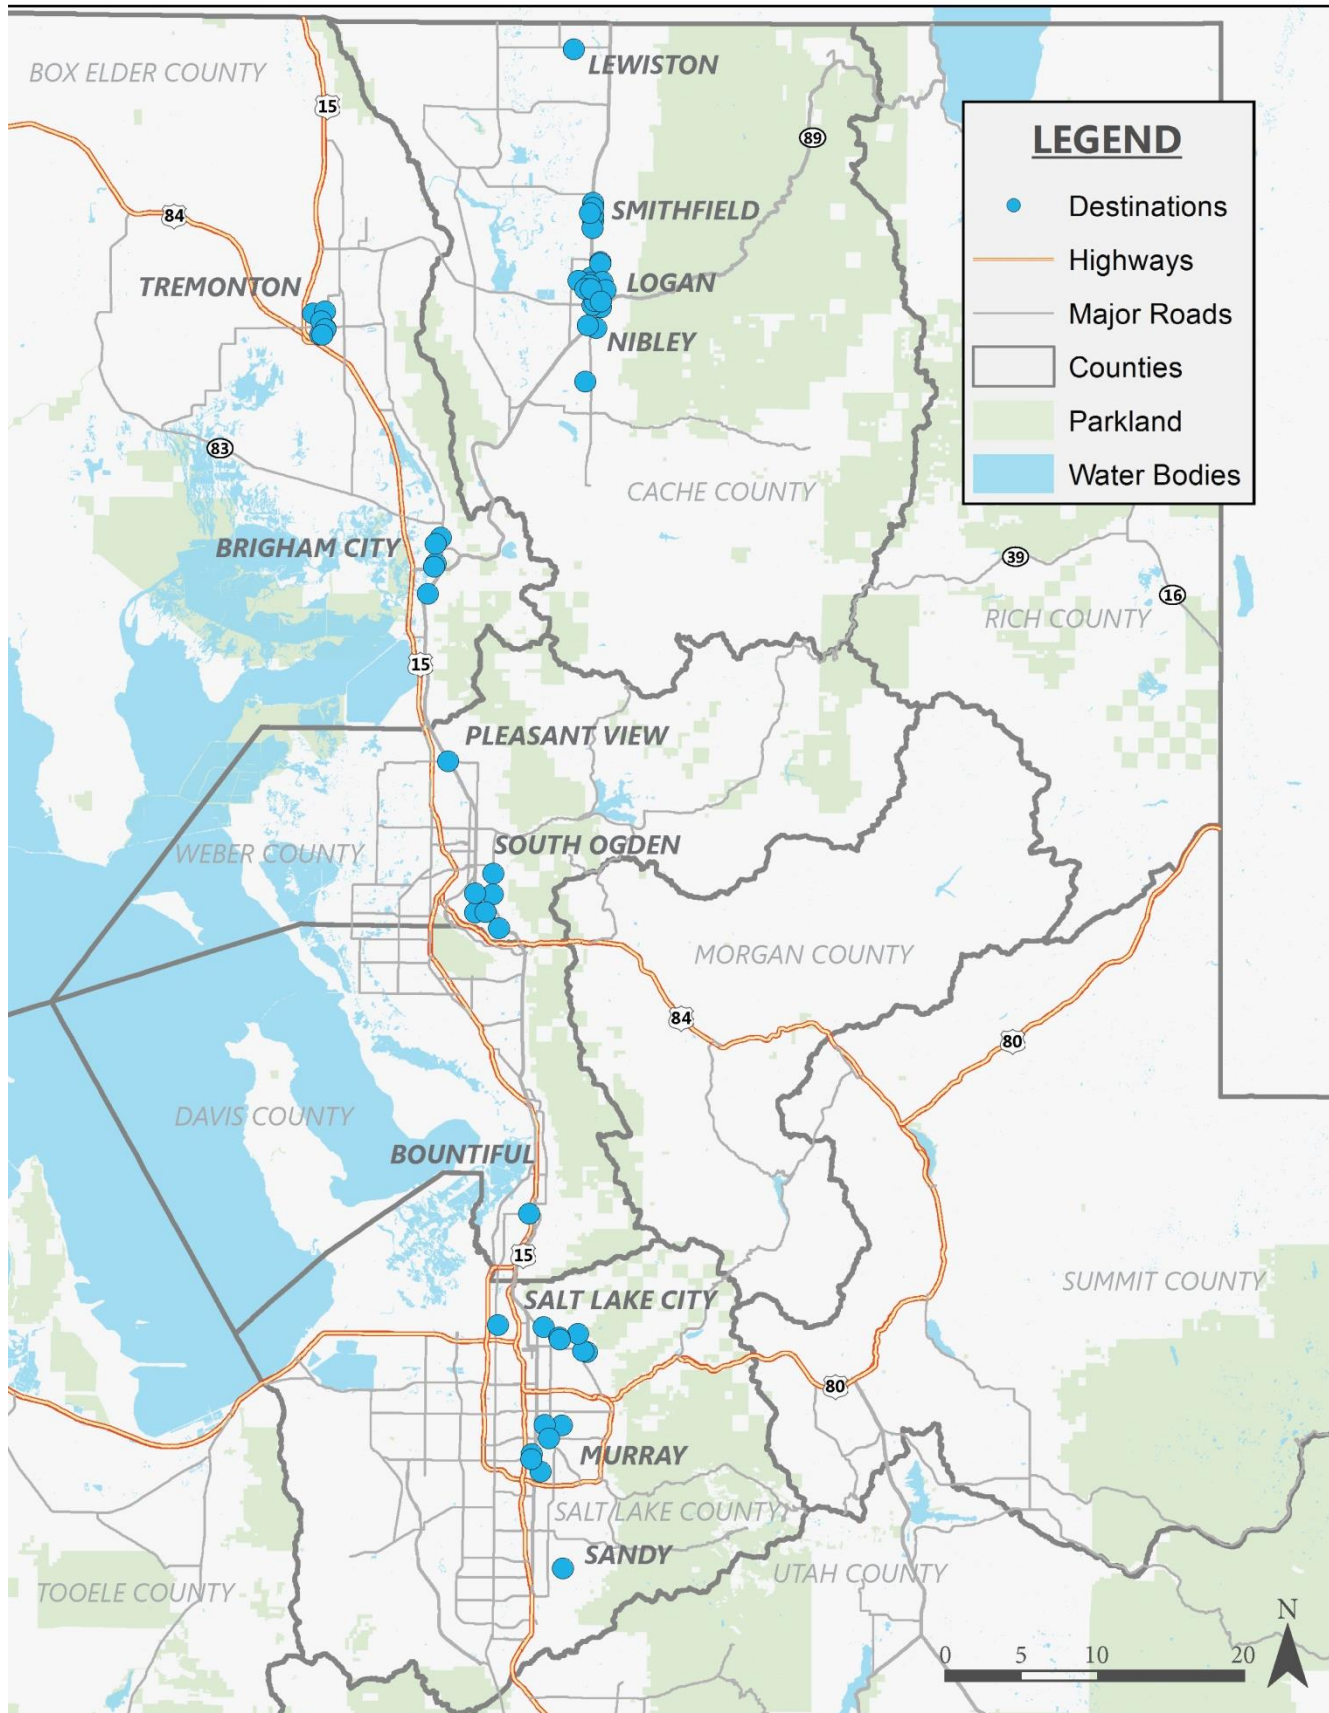 LEWISTON
BOX ELDER COUNTY
15
LEGEND
89
Destinations
SMITHFIELD
84
Highways
TREMONTON
LOGAN
Major Roads
NIBLEY
Counties
Parkland
83
Water Bodies
CACHE COUNTY
BRIGHAM CITY
39
16
RICH COUNTY
15
PLEASANT VIEW
SOUTH OGDEN
WEBER COUNTY
MORGAN COUNTY
84
80
DAVIS COUNTY
BOUNTIFUL
15
SUMMIT COUNTY
SALT LAKE CITY
80
MURRAY
SALT LAKE COUNTY
SANDY
UTAH COUNTY
TOOELE COUNTY
N
0 5 10 20